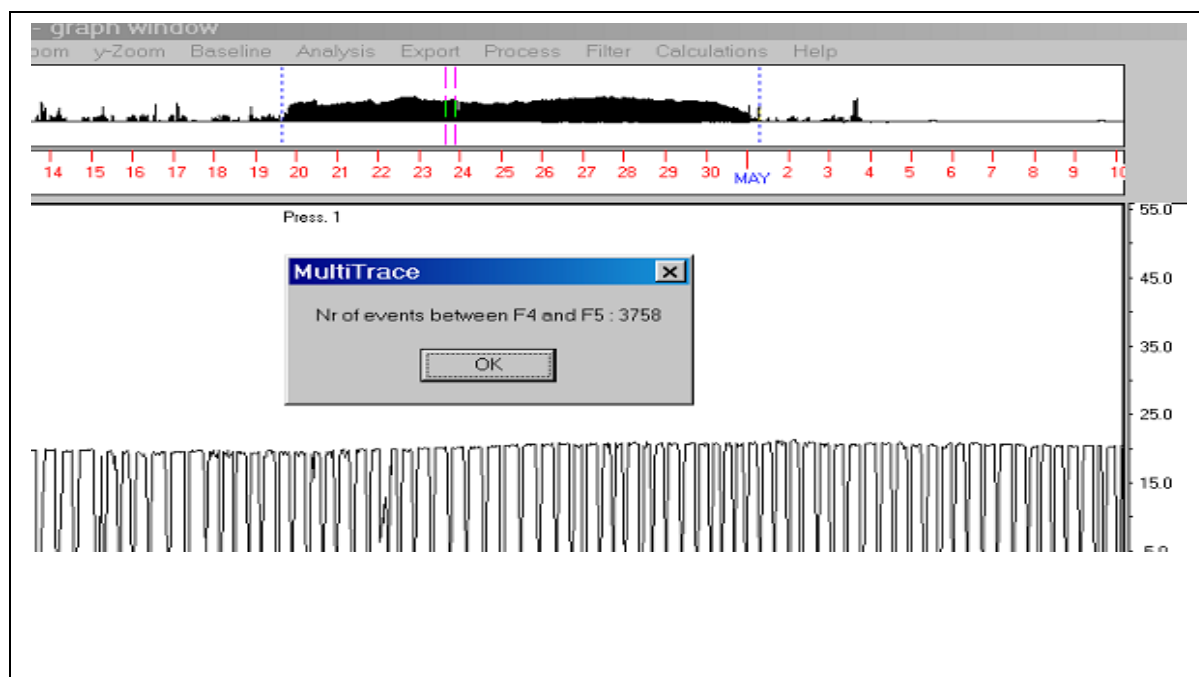 - graph window
oom y-Zoom Baseline Analysis Export Process Filter Calculations Help
14 15 16 17 18 19 20 21 22 23 24 25 26 27 28 29 30 MAY 2 3 4 5 6 7 8 9 10
Press. 1
55.0
MultiTrace
45.0
Nr of events between F4 and F5 : 3758
35.0
OK
25.0
15.0
5.0